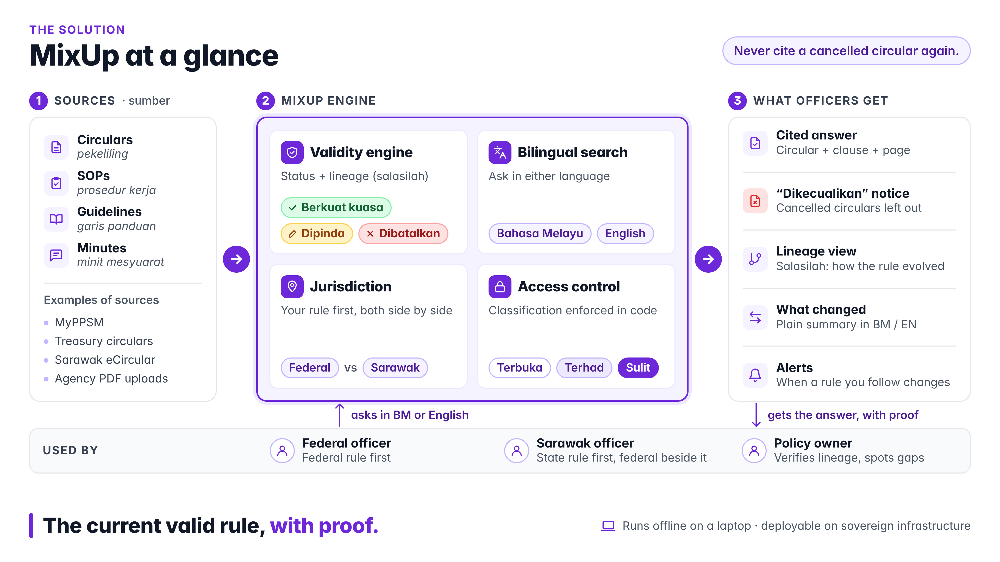 THE SOLUTION
MixUp at a glance
Never cite a cancelled circular again.
1 SOURCES · sumber
Circulars
pekeliling
SOPs
prosedur kerja
Guidelines
garis panduan
Minutes
minit mesyuarat
Examples of sources
MyPPSM
Treasury circulars
Sarawak eCircular
Agency PDF uploads
2 MIXUP ENGINE
Validity engine
Status + lineage (salasilah)
Berkuat kuasa
Dipinda
Dibatalkan
Bilingual search
Ask in either language
Bahasa Melayu
English
Jurisdiction
Your rule first, both side by side
Federal vs Sarawak
Access control
Classification enforced in code
Terbuka
Terhad
Sulit
3 WHAT OFFICERS GET
Cited answer
Circular + clause + page
“Dikecualikan” notice
Cancelled circulars left out
Lineage view
Salasilah: how the rule evolved
What changed
Plain summary in BM / EN
Alerts
When a rule you follow changes
asks in BM or English
gets the answer, with proof
USED BY
Federal officer
Federal rule first
Sarawak officer
State rule first, federal beside it
Policy owner
Verifies lineage, spots gaps
The current valid rule, with proof.
Runs offline on a laptop · deployable on sovereign infrastructure